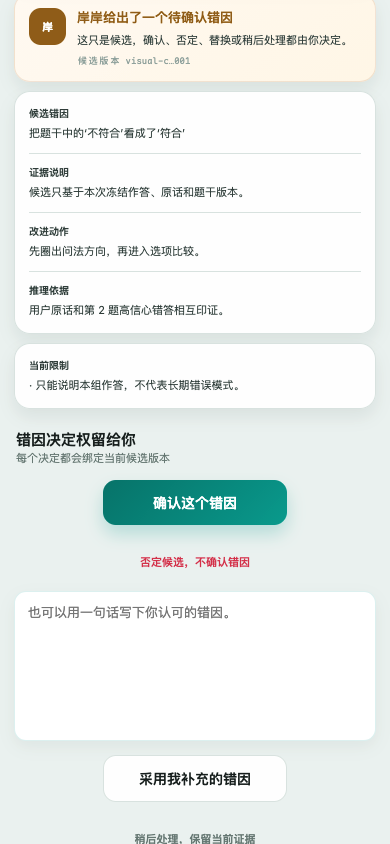 岸
岸岸给出了一个待确认错因
这只是候选，确认、否定、替换或稍后处理都由你决定。
候选版本 visual-c…001
候选错因
把题干中的‘不符合’看成了‘符合’
证据说明
候选只基于本次冻结作答、原话和题干版本。
改进动作
先圈出问法方向，再进入选项比较。
推理依据
用户原话和第 2 题高信心错答相互印证。
当前限制
· 只能说明本组作答，不代表长期错误模式。
错因决定权留给你
每个决定都会绑定当前候选版本
确认这个错因
否定候选，不确认错因
也可以用一句话写下你认可的错因。
采用我补充的错因
稍后处理，保留当前证据